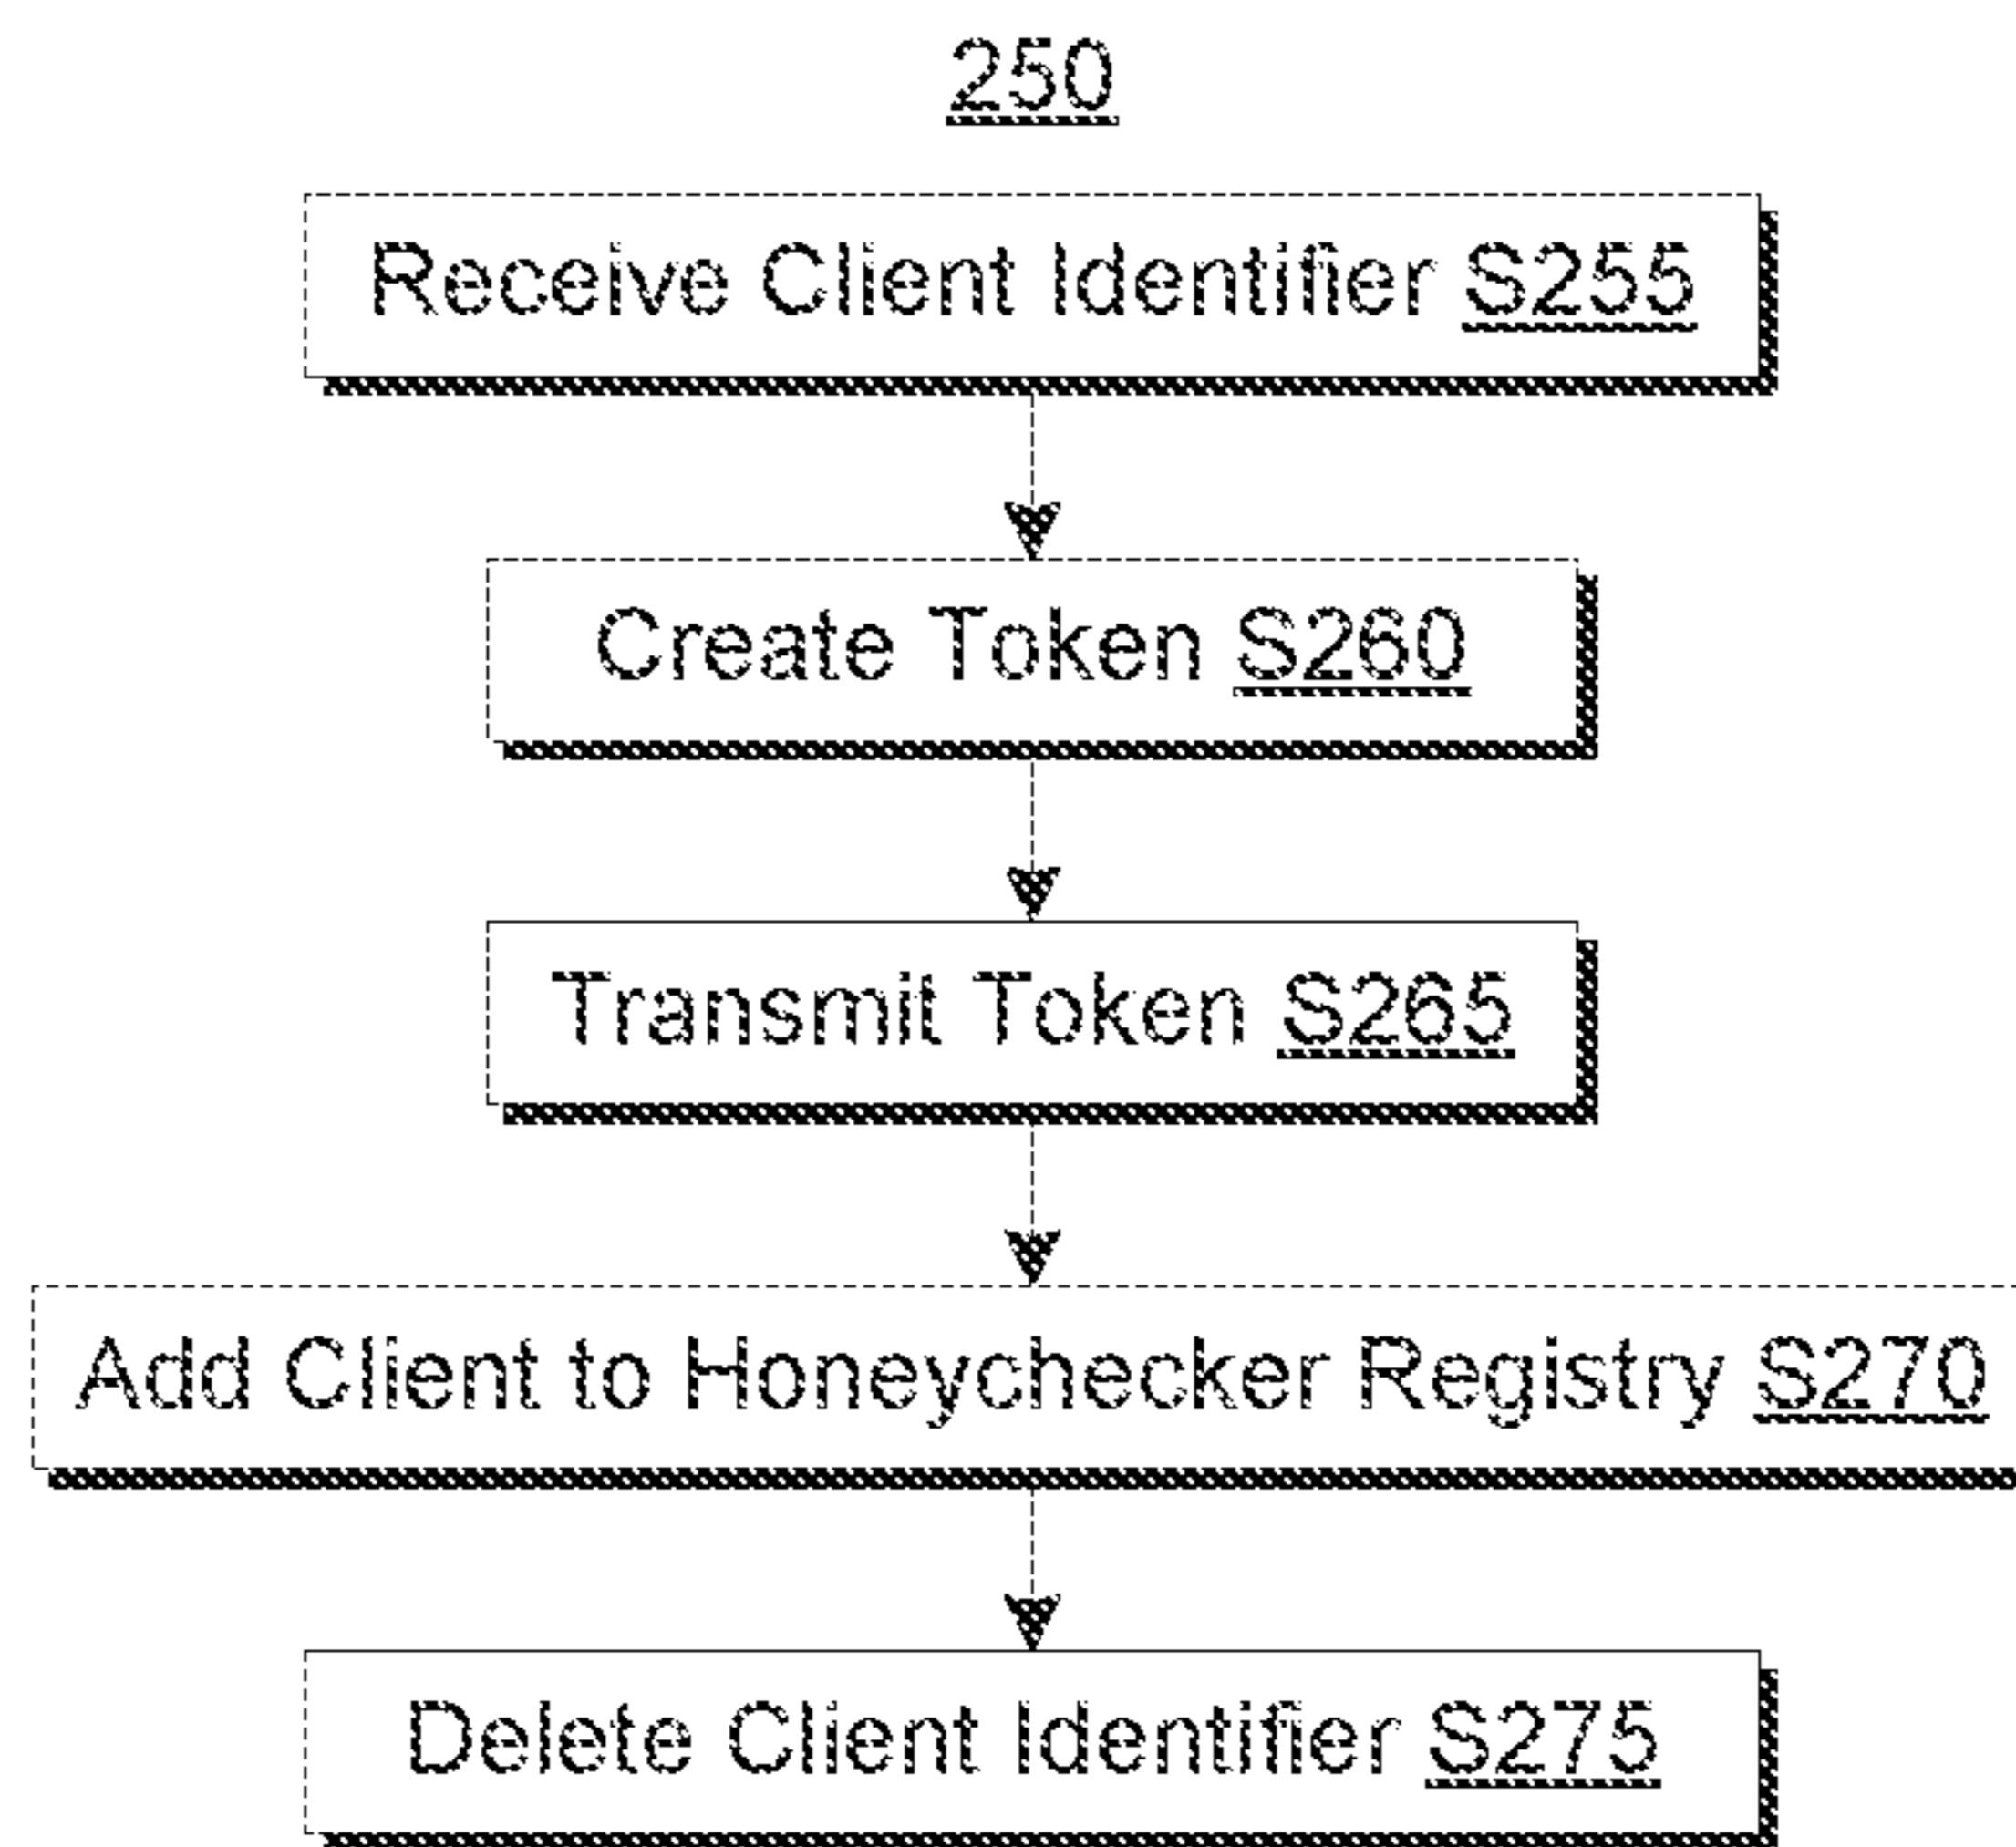 250
Receive Client Identifier S255
Create Token S260
Transmit Token S265
Add Client to Honeychecker Registry S270
Delete Client Identifier S275